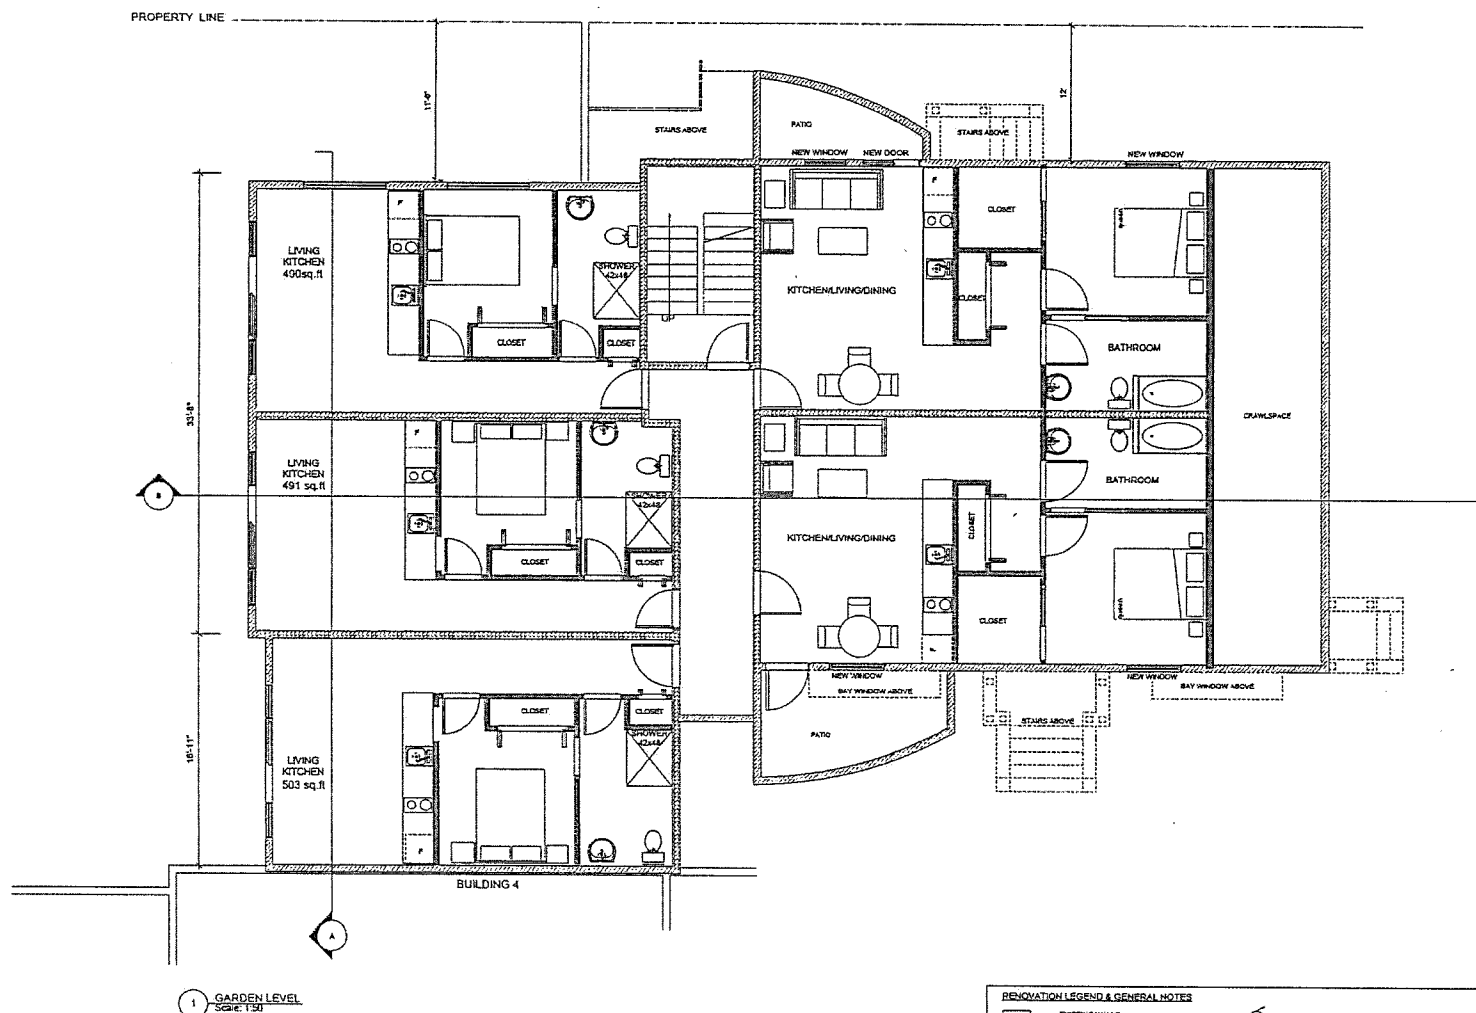 PROPERTY LINE
11'-6"
12'
STAIRS ABOVE
PATIO
STAIRS ABOVE
NEW WINDOW
NEW DOOR
NEW WINDOW
F
F
CLOSET
LIVING
KITCHEN
490sq.ft
SHOWER
42x48
CLOSET
CLOSET
KITCHEN/LIVING/DINING
CLOSET
BATHROOM
33'-8"
CRAWLSPACE
F
LIVING
KITCHEN
491 sq.ft
B
SHOWER
42x48
CLOSET
CLOSET
KITCHEN/LIVING/DINING
CLOSET
BATHROOM
CLOSET
F
NEW WINDOW
BAY WINDOW ABOVE
NEW WINDOW
BAY WINDOW ABOVE
CLOSET
CLOSET
STAIRS ABOVE
PATIO
16'-11"
SHOWER
42x48
LIVING
KITCHEN
503 sq.ft
F
BUILDING 4
A
1
GARDEN LEVEL
Scale: 1:50
RENOVATION LEGEND & GENERAL NOTES